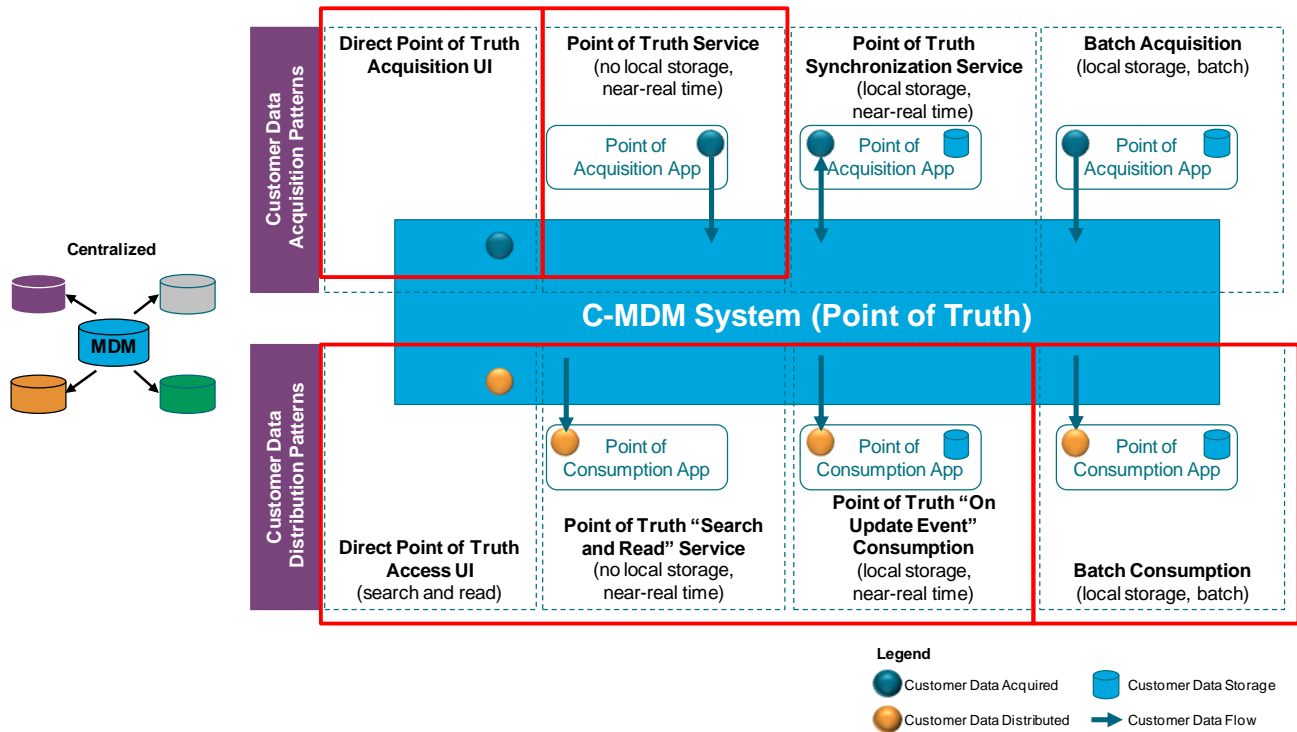 Customer Data
Acquisition Patterns
Direct Point of Truth
Acquisition UI
Point of Truth Service
(no local storage,
near-real time)
Point of
Acquisition App
Point of Truth
Synchronization Service
(local storage,
near-real time)
Point of
Acquisition App
Batch Acquisition
(local storage, batch)
Point of
Acquisition App
Centralized
MDM
C-MDM System (Point of Truth)
Customer Data
Distribution Patterns
Direct Point of Truth
Access UI
(search and read)
Point of
Consumption App
Point of Truth “Search
and Read” Service
(no local storage,
near-real time)
Point of
Consumption App
Point of Truth “On
Update Event”
Consumption
(local storage,
near-real time)
Point of
Consumption App
Batch Consumption
(local storage, batch)
Legend
Customer Data Acquired
Customer Data Storage
Customer Data Distributed
Customer Data Flow